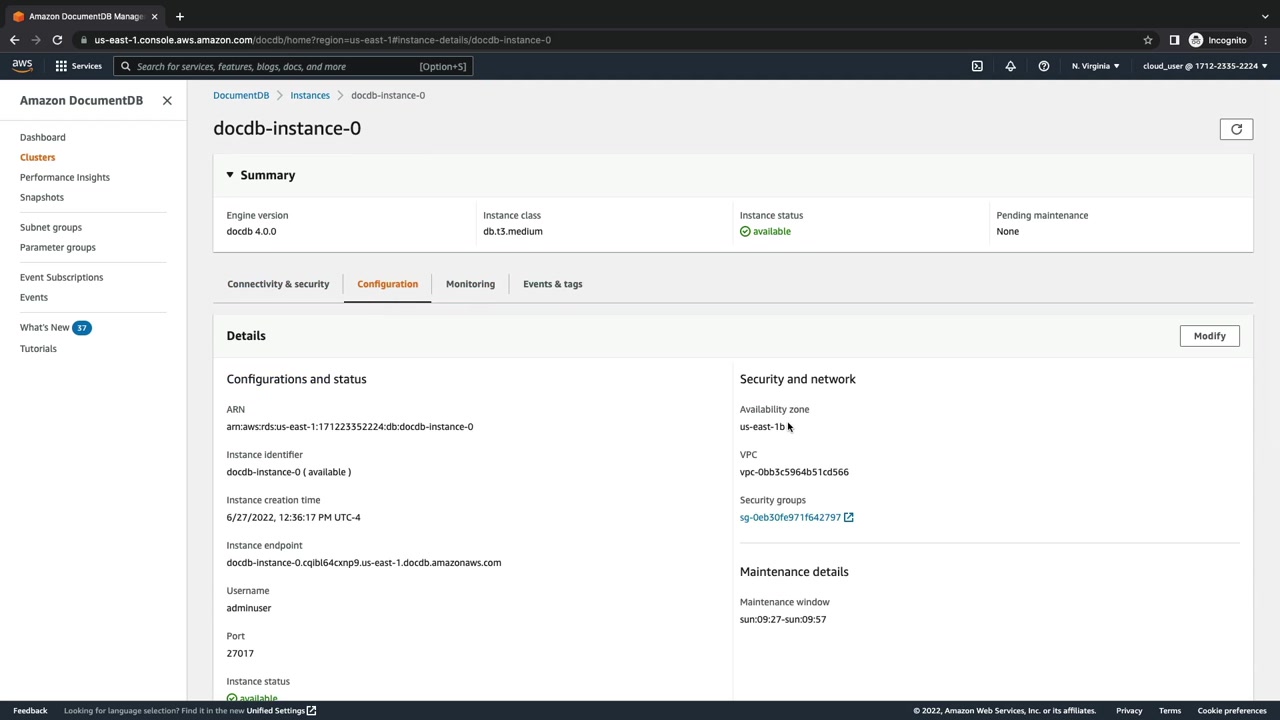 Amazon DocumentDB Manage
us-east-1.console.aws.amazon.com/docdb/home?region=us-east-1#instance-details/docdb-instance-0
Incognito
aws
Services
Search for services, features, blogs, docs, and more
[Option+S]
N. Virginia
cloud_user @ 1712-2335-2224
Amazon DocumentDB
Dashboard
Clusters
Performance Insights
Snapshots
Subnet groups
Parameter groups
Event Subscriptions
Events
What's New 37
Tutorials
DocumentDB
Instances
docdb-instance-0
docdb-instance-0
Summary
Engine version
docdb 4.0.0
Instance class
db.t3.medium
Instance status
available
Pending maintenance
None
Connectivity & security
Configuration
Monitoring
Events & tags
Details
Modify
Configurations and status
ARN
arn:aws:rds:us-east-1:171223352224:db:docdb-instance-0
Instance identifier
docdb-instance-0 ( available )
Instance creation time
6/27/2022, 12:36:17 PM UTC-4
Instance endpoint
docdb-instance-0.cqibl64cxnp9.us-east-1.docdb.amazonaws.com
Username
adminuser
Port
27017
Instance status
available
Security and network
Availability zone
us-east-1b
VPC
vpc-0bb3c5964b51cd566
Security groups
sg-0eb30fe971f642797
Maintenance details
Maintenance window
sun:09:27-sun:09:57
Feedback
Looking for language selection? Find it in the new Unified Settings
© 2022, Amazon Web Services, Inc. or its affiliates.
Privacy
Terms
Cookie preferences